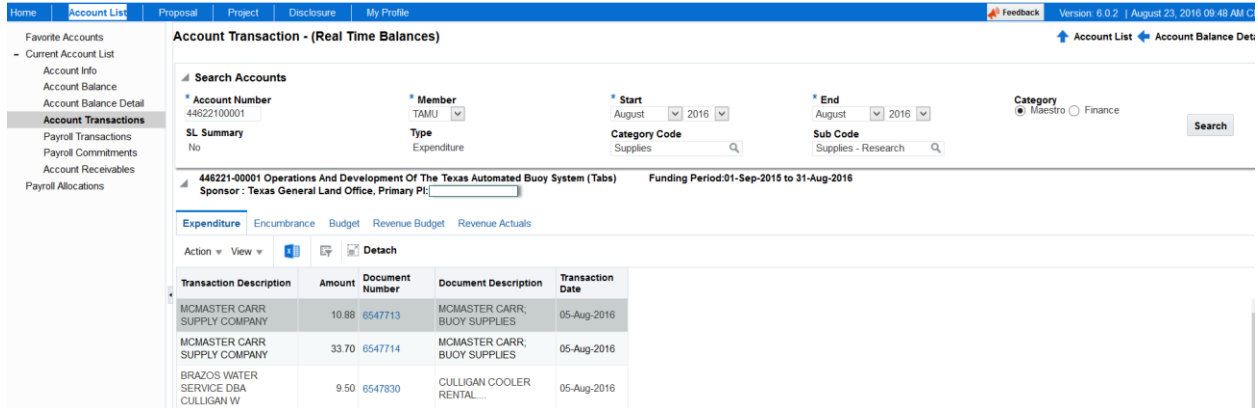 Home Account List Proposal Project Disclosure My Profile Feedback Version: 6.0.2 | August 23, 2016 09:48 AM
Favorite Accounts
Current Account List
Account Info
Account Balance
Account Balance Detail
Account Transactions
Payroll Transactions
Payroll Commitments
Account Receivables
Payroll Allocations
Account Transaction - (Real Time Balances)
Account List Account Balance
Search Accounts
* Account Number * Member * Start * End Category
44622100001 TAMU August 2016 August 2016 Maestro Finance
Search
SL Summary Type Category Code Sub Code
No Expenditure Supplies Supplies - Research
446221-00001 Operations And Development Of The Texas Automated Buoy System (Tabs) Funding Period:01-Sep-2015 to 31-Aug-2016
Sponsor : Texas General Land Office, Primary PI:
Expenditure Encumbrance Budget Revenue Budget Revenue Actuals
Action View Detach
Transaction Description Amount Document Number Document Description Transaction Date
MCMASTER CARR 10.88 6547713 MCMASTER CARR; 05-Aug-2016
SUPPLY COMPANY BUOY SUPPLIES
MCMASTER CARR 33.70 6547714 MCMASTER CARR; 05-Aug-2016
SUPPLY COMPANY BUOY SUPPLIES
BRAZOS WATER
SERVICE DBA 9.50 6547830 CULLIGAN COOLER 05-Aug-2016
CULLIGAN W RENTAL....